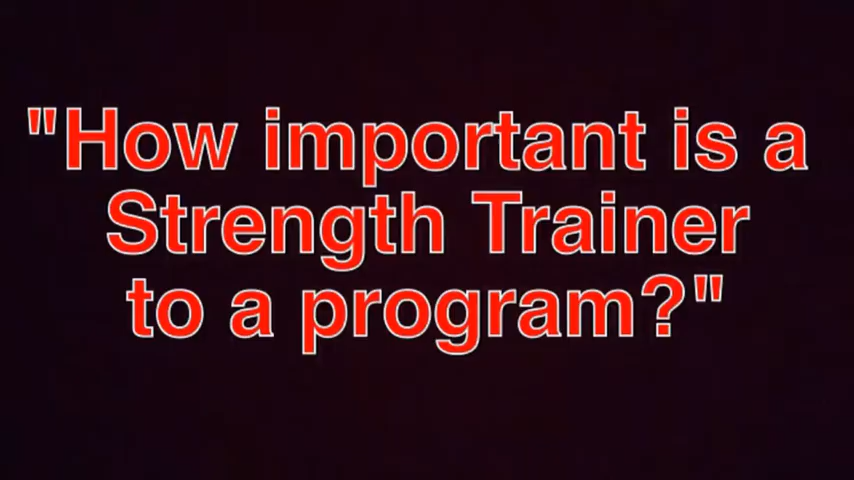 "How important is a
Strength Trainer
to a program?"